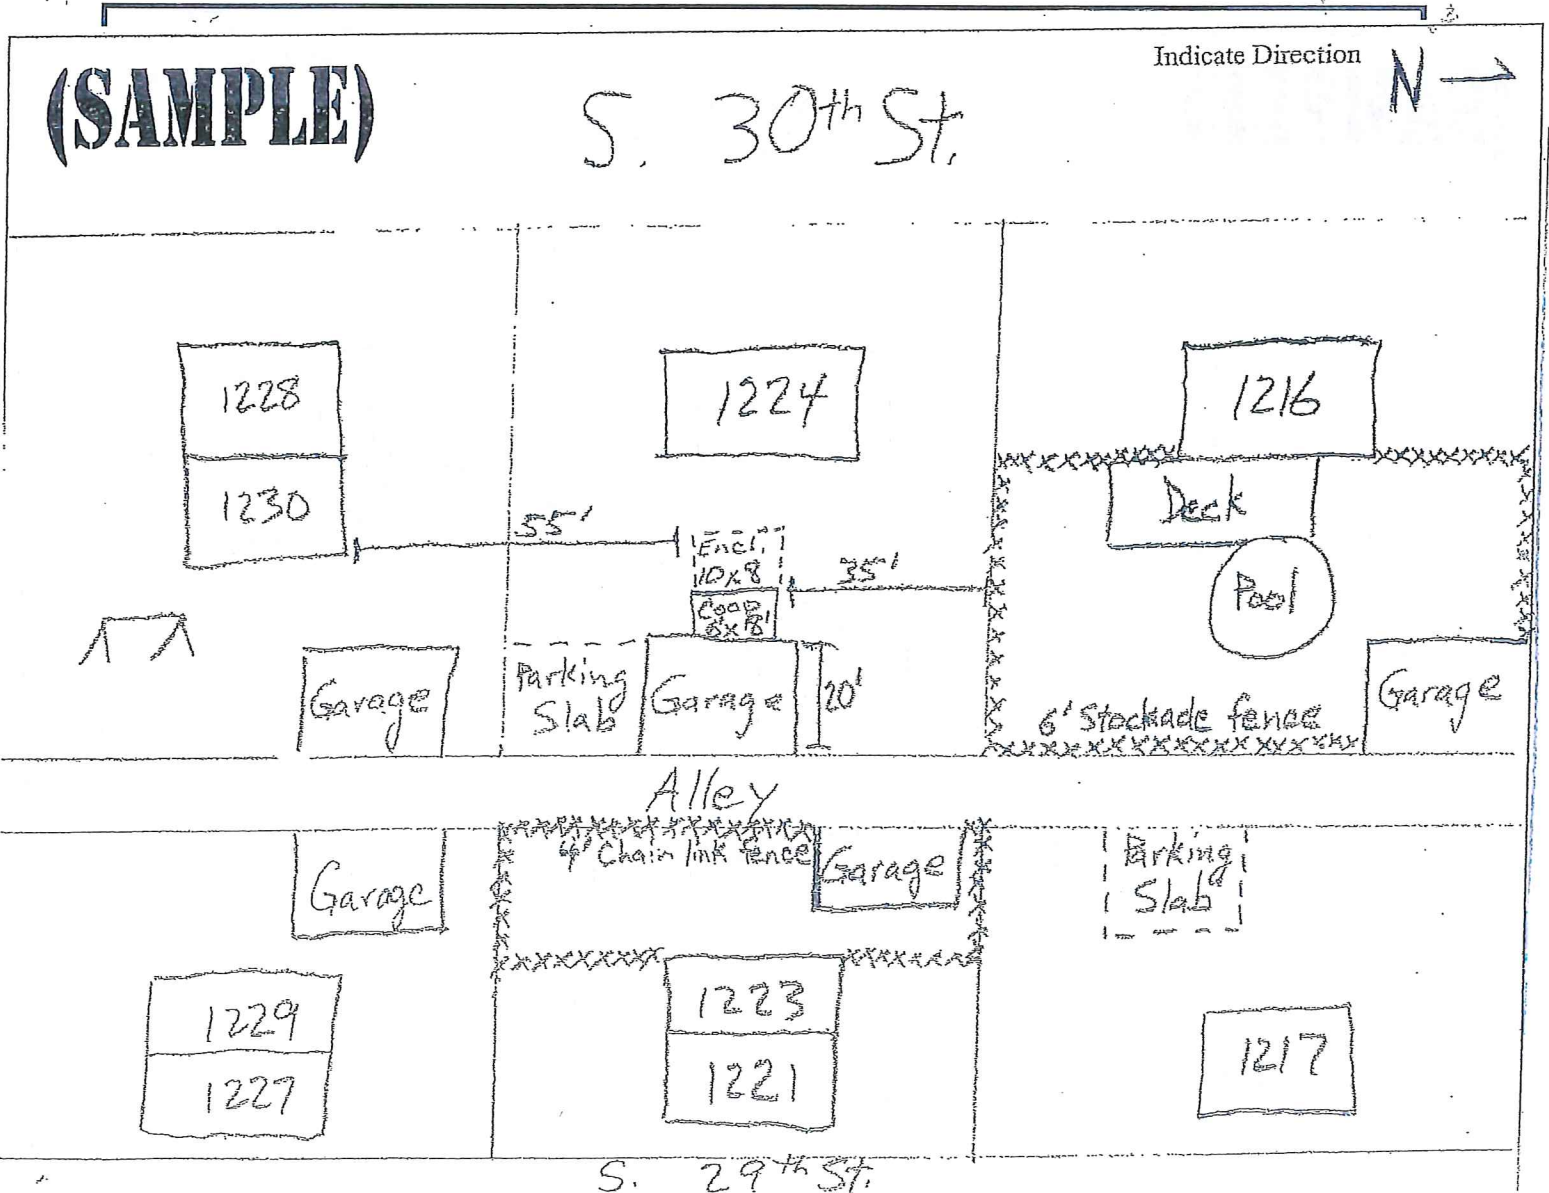 (SAMPLE)
Indicate Direction N
S. 30th St.
1228
1224
1216
1230
Deck
55'
Encl.
10x8
35'
Pool
Coop
8'
Parking
Slab
Garage
Garage
20'
Garage
6' Stockade fence
Alley
4' Chain link fence
Garage
Garage
Parking
Slab
1229
1223
1217
1227
1221
S. 29th St.